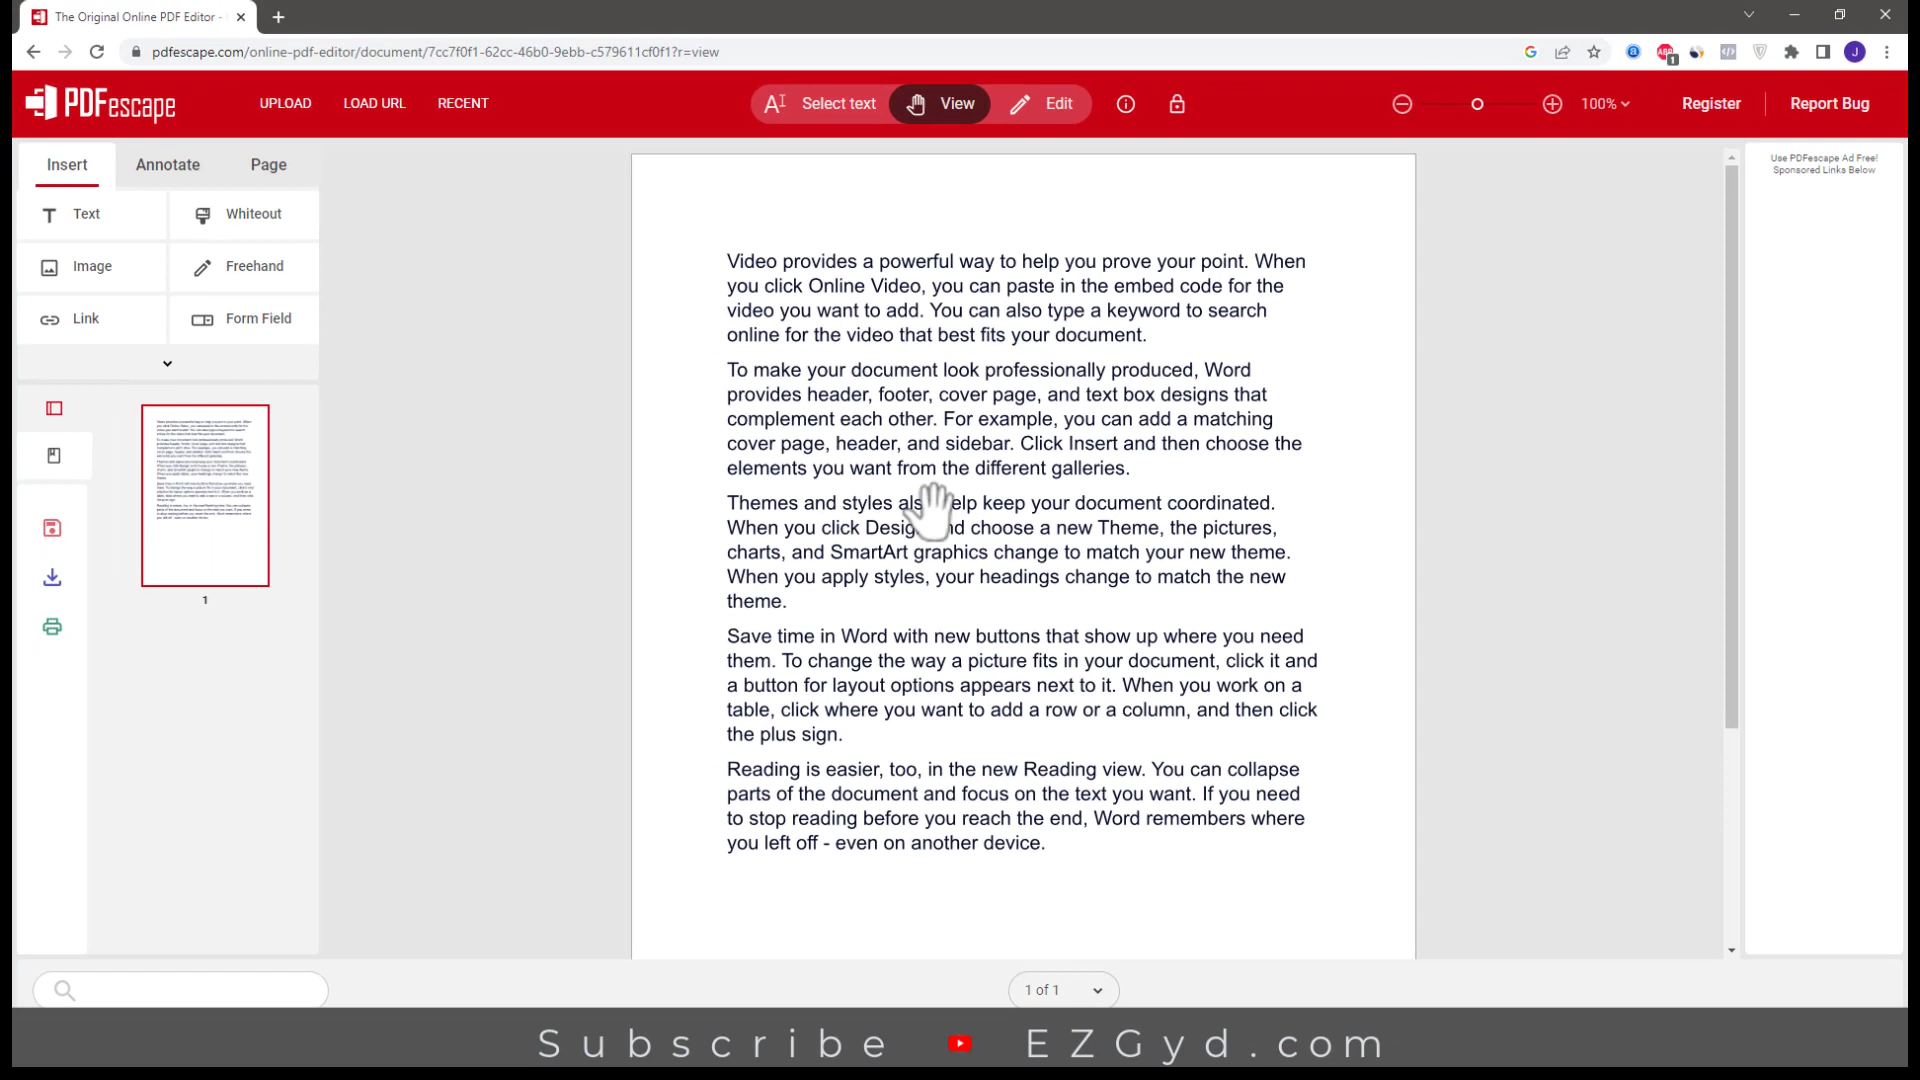 The Original Online PDF Editor -
pdfescape.com/online-pdf-editor/document/7cc7f0f1-62cc-46b0-9ebb-c579611cf0f1?r=view
PDFescape
UPLOAD
LOAD URL
RECENT
Select text
View
Edit
100%
Register
Report Bug
Insert
Annotate
Page
Text
Whiteout
Image
Freehand
Link
Form Field
1
Use PDFescape Ad Free!
Sponsored Links Below
Video provides a powerful way to help you prove your point. When
you click Online Video, you can paste in the embed code for the
video you want to add. You can also type a keyword to search
online for the video that best fits your document.
To make your document look professionally produced, Word
provides header, footer, cover page, and text box designs that
complement each other. For example, you can add a matching
cover page, header, and sidebar. Click Insert and then choose the
elements you want from the different galleries.
Themes and styles also help keep your document coordinated.
When you click Design and choose a new Theme, the pictures,
charts, and SmartArt graphics change to match your new theme.
When you apply styles, your headings change to match the new
theme.
Save time in Word with new buttons that show up where you need
them. To change the way a picture fits in your document, click it and
a button for layout options appears next to it. When you work on a
table, click where you want to add a row or a column, and then click
the plus sign.
Reading is easier, too, in the new Reading view. You can collapse
parts of the document and focus on the text you want. If you need
to stop reading before you reach the end, Word remembers where
you left off - even on another device.
1 of 1
Subscribe EZGyd.com